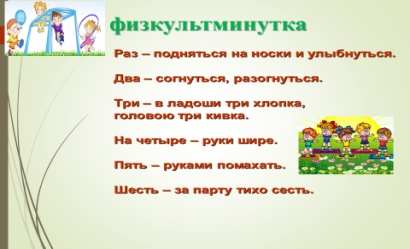 физкультминутка
Раз – подняться на носки и улыбнуться.
Два – согнуться, разогнуться.
Три – в ладоши три хлопка,
головою три кивка.
На четыре – руки шире.
Пять – руками помахать.
Шесть – за парту тихо сесть.